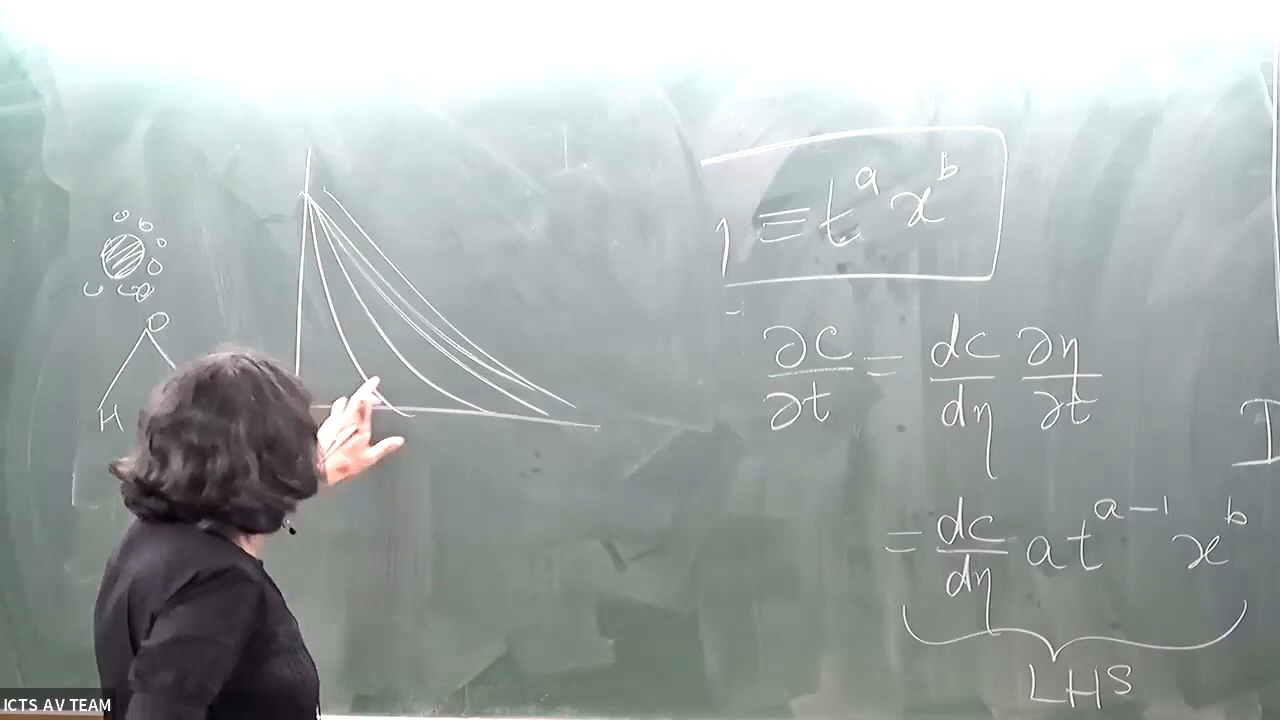 O
H
η ≡ t^a x^b
∂c/∂t = dc/dη ∂η/∂t
= dc/dη a t^{a-1} x^b
LHS
I
ICTS AV TEAM